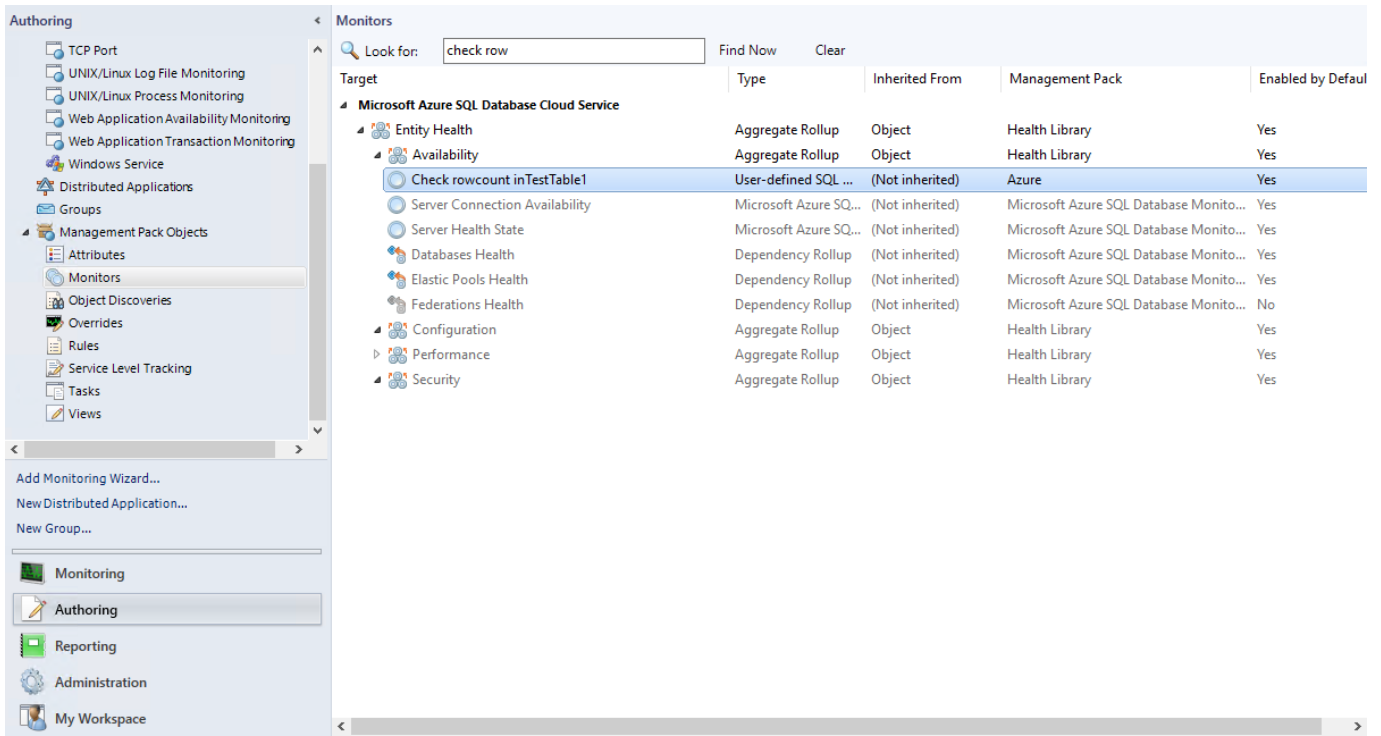 Authoring
TCP Port
UNIX/Linux Log File Monitoring
UNIX/Linux Process Monitoring
Web Application Availability Monitoring
Web Application Transaction Monitoring
Windows Service
Distributed Applications
Groups
Management Pack Objects
Attributes
Monitors
Object Discoveries
Overrides
Rules
Service Level Tracking
Tasks
Views
Add Monitoring Wizard...
New Distributed Application...
New Group...
Monitoring
Authoring
Reporting
Administration
My Workspace
Monitors
Look for: check row Find Now Clear
Target Type Inherited From Management Pack Enabled by Defaul
Microsoft Azure SQL Database Cloud Service
Entity Health Aggregate Rollup Object Health Library Yes
Availability Aggregate Rollup Object Health Library Yes
Check rowcount inTestTable1 User-defined SQL ... (Not inherited) Azure Yes
Server Connection Availability Microsoft Azure SQ... (Not inherited) Microsoft Azure SQL Database Monito... Yes
Server Health State Microsoft Azure SQ... (Not inherited) Microsoft Azure SQL Database Monito... Yes
Databases Health Dependency Rollup (Not inherited) Microsoft Azure SQL Database Monito... Yes
Elastic Pools Health Dependency Rollup (Not inherited) Microsoft Azure SQL Database Monito... Yes
Federations Health Dependency Rollup (Not inherited) Microsoft Azure SQL Database Monito... No
Configuration Aggregate Rollup Object Health Library Yes
Performance Aggregate Rollup Object Health Library Yes
Security Aggregate Rollup Object Health Library Yes